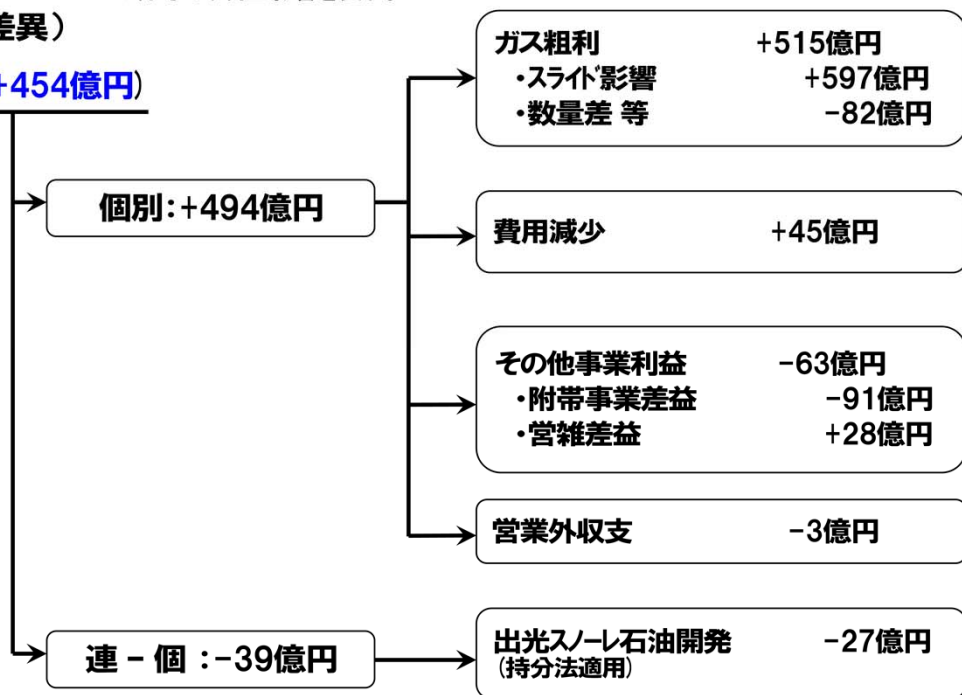 差異）
+454億円)
個別：+494億円
連 − 個 ：-39億円
ガス粗利 +515億円
・スライド影響 +597億円
・数量差 等 -82億円
費用減少 +45億円
その他事業利益 -63億円
・附帯事業差益 -91億円
・営雑差益 +28億円
営業外収支 -3億円
出光スノーレ石油開発 -27億円
(持分法適用)